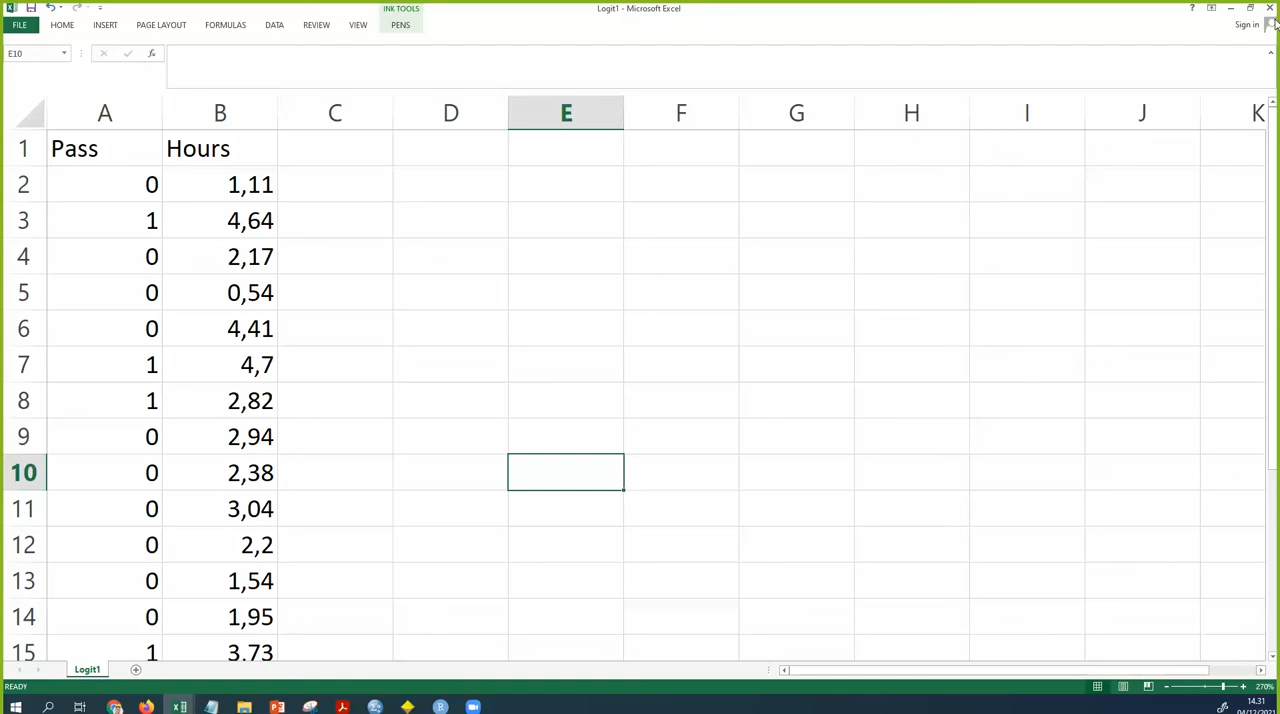 INK TOOLS
Logit1 - Microsoft Excel
?
FILE HOME INSERT PAGE LAYOUT FORMULAS DATA REVIEW VIEW PENS
Sign in
E10 fx
A B C D E F G H I J K
1 Pass Hours
2 0 1,11
3 1 4,64
4 0 2,17
5 0 0,54
6 0 4,41
7 1 4,7
8 1 2,82
9 0 2,94
10 0 2,38
11 0 3,04
12 0 2,2
13 0 1,54
14 0 1,95
15 1 3,73
Logit1
READY 270%
14.31
04/12/2021